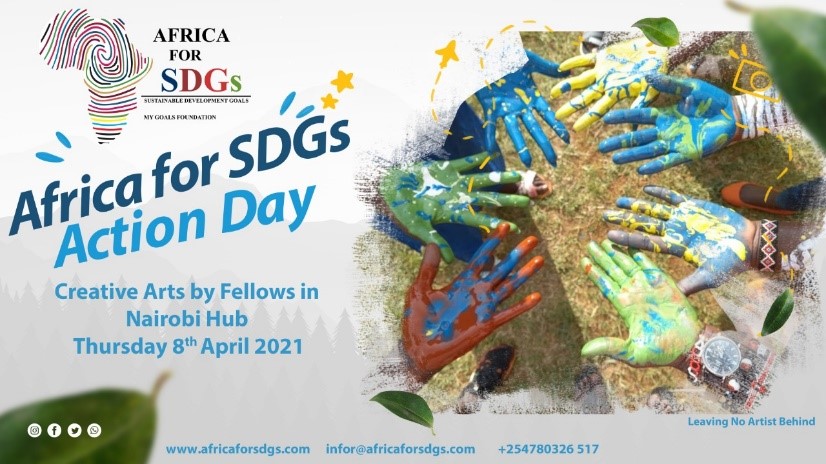 AFRICA
FOR
SDGs
SUSTAINABLE DEVELOPMENT GOALS
MY GOALS FOUNDATION
Africa for SDGs
Action Day
Creative Arts by Fellows in
Nairobi Hub
Thursday 8th April 2021
Leaving No Artist Behind
www.africaforsdgs.com infor@africaforsdgs.com +254780326 517